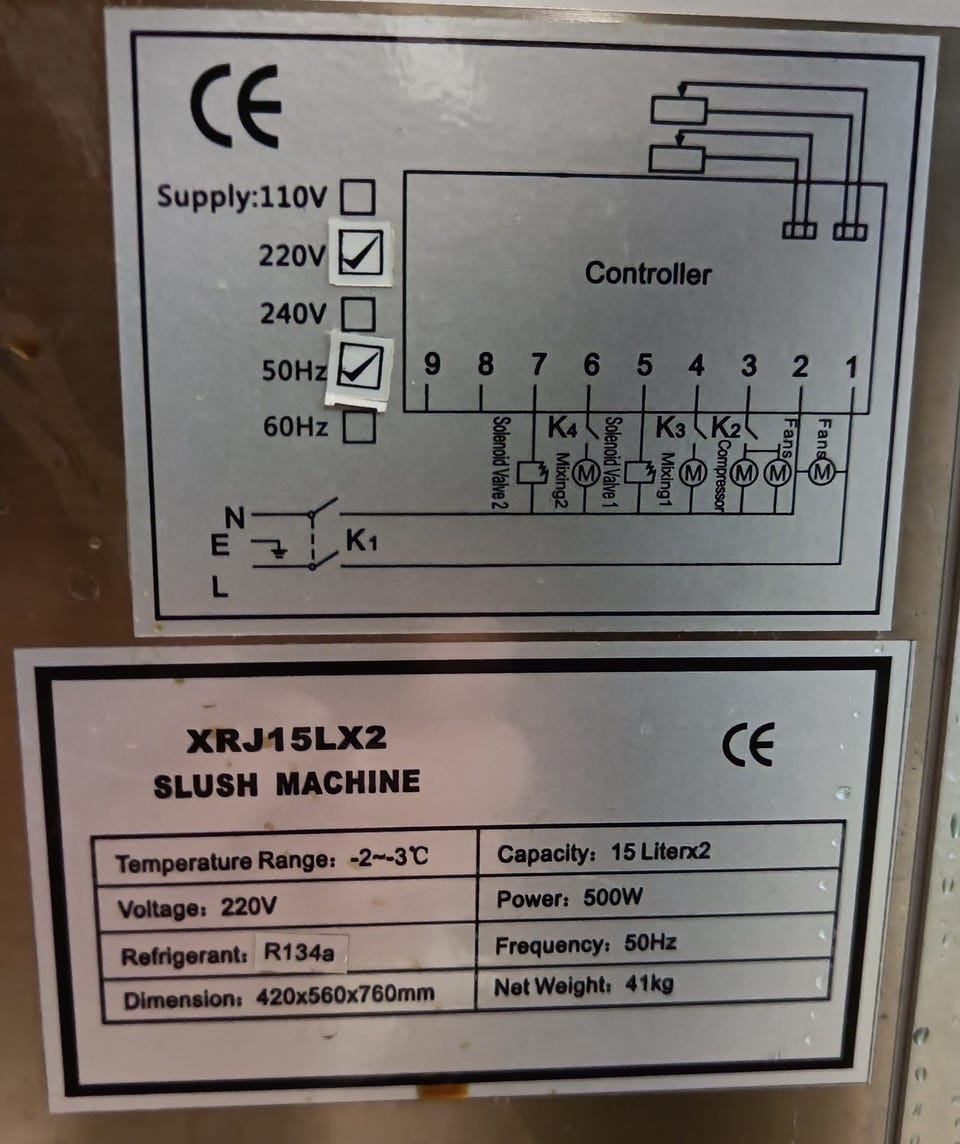 CE
Supply:110V
220V
240V
50Hz
60Hz
Controller
9 8 7 6 5 4 3 2 1
Solenoid Valve 2
K4
Mixing2
Solenoid Valve 1
K3
Mixing1
K2
Compressor
Fans
Fans
M M M M M
N
E
K1
L
XRJ15LX2
CE
SLUSH MACHINE
Temperature Range: -2~-3℃ Capacity: 15 Literx2
Voltage: 220V Power: 500W
Refrigerant: R134a Frequency: 50Hz
Dimension: 420x560x760mm Net Weight: 41kg